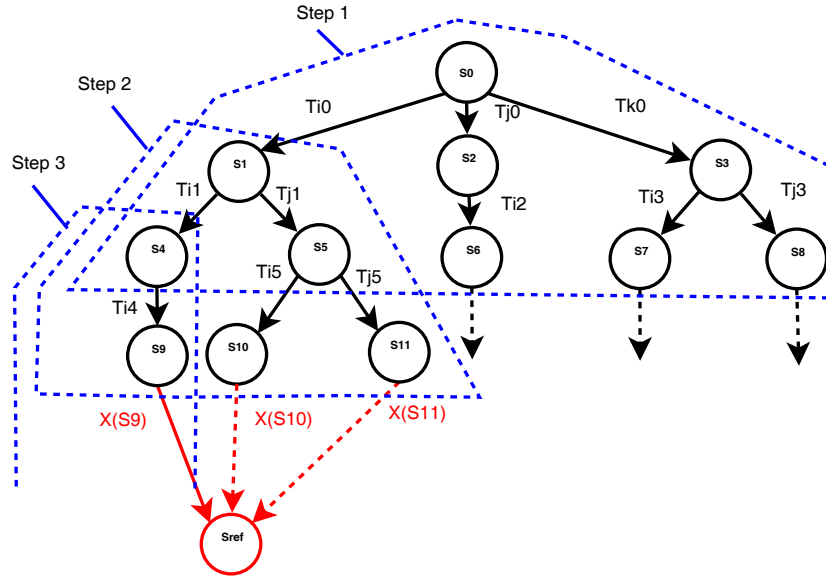 Step 1
S0
Step 2
Ti0
Tj0
Tk0
Step 3
S1
S2
S3
Ti1
Tj1
Ti2
Ti3
Tj3
S4
S5
S6
S7
S8
Ti4
Ti5
Tj5
S9
S10
S11
X(S9)
X(S10)
X(S11)
Sref